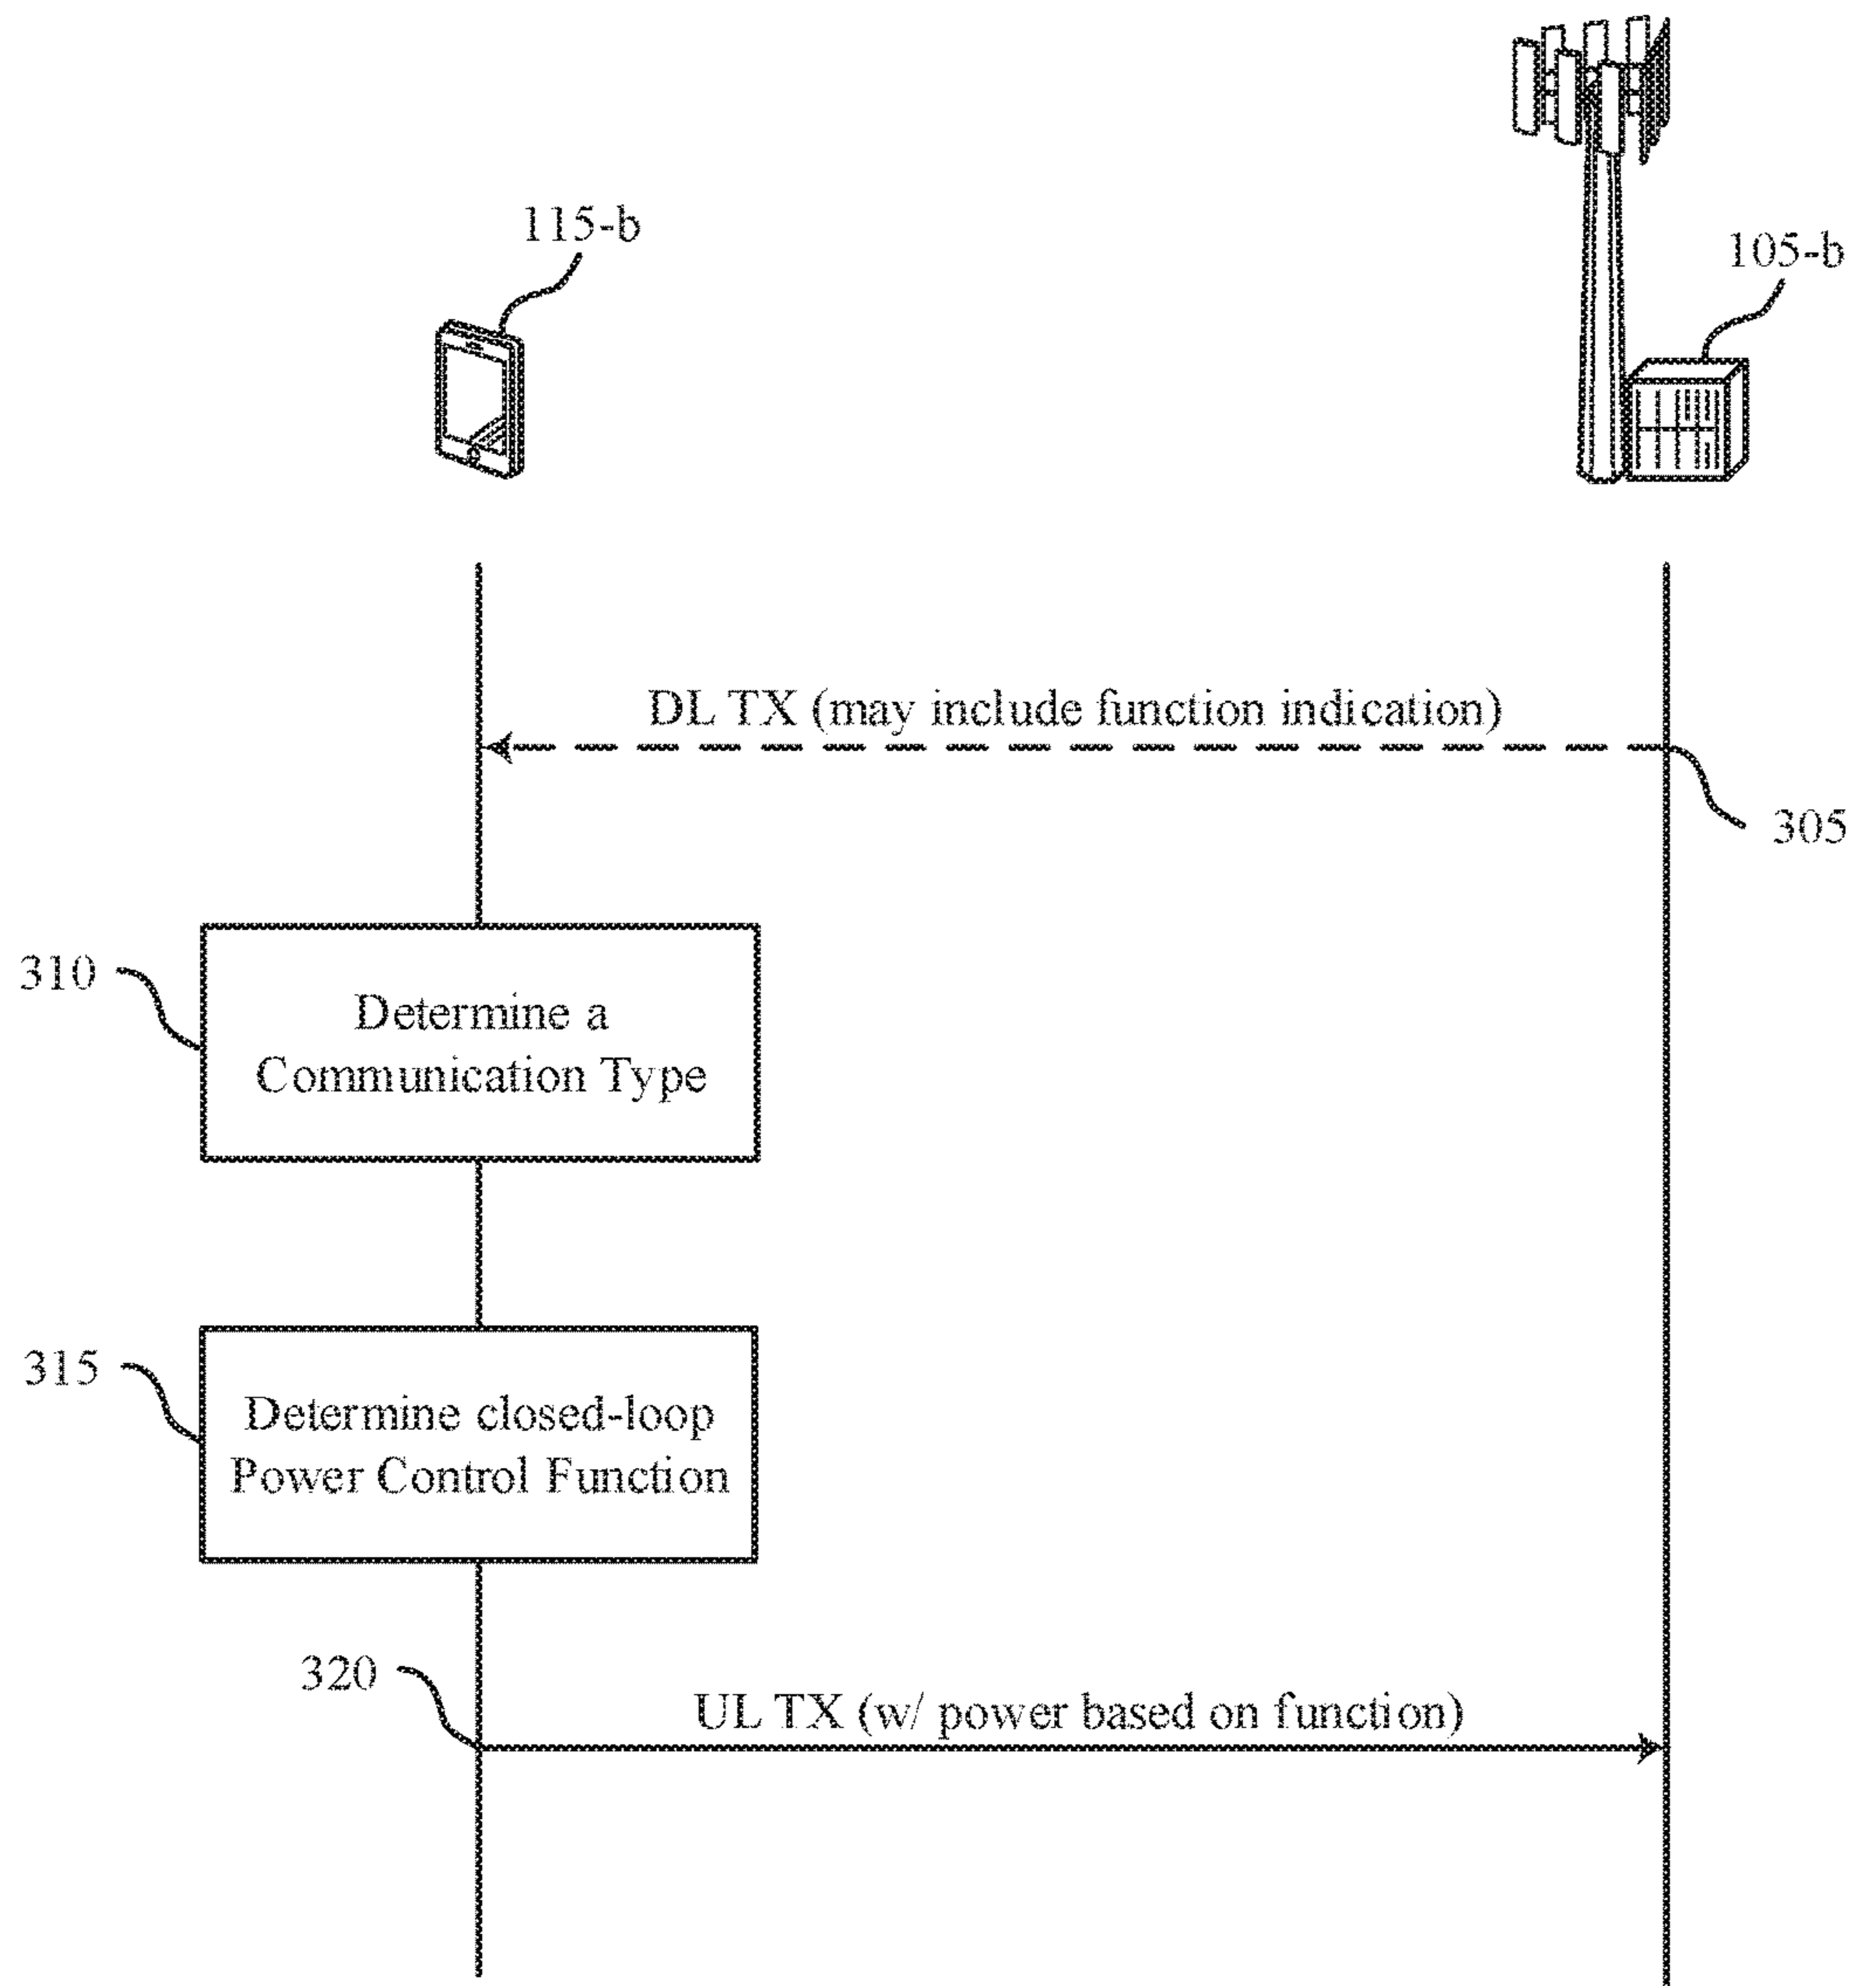 115-b
105-b
DL TX (may include function indication)
305
310
Determine a
Communication Type
315
Determine closed-loop
Power Control Function
320
UL TX (w/ power based on function)